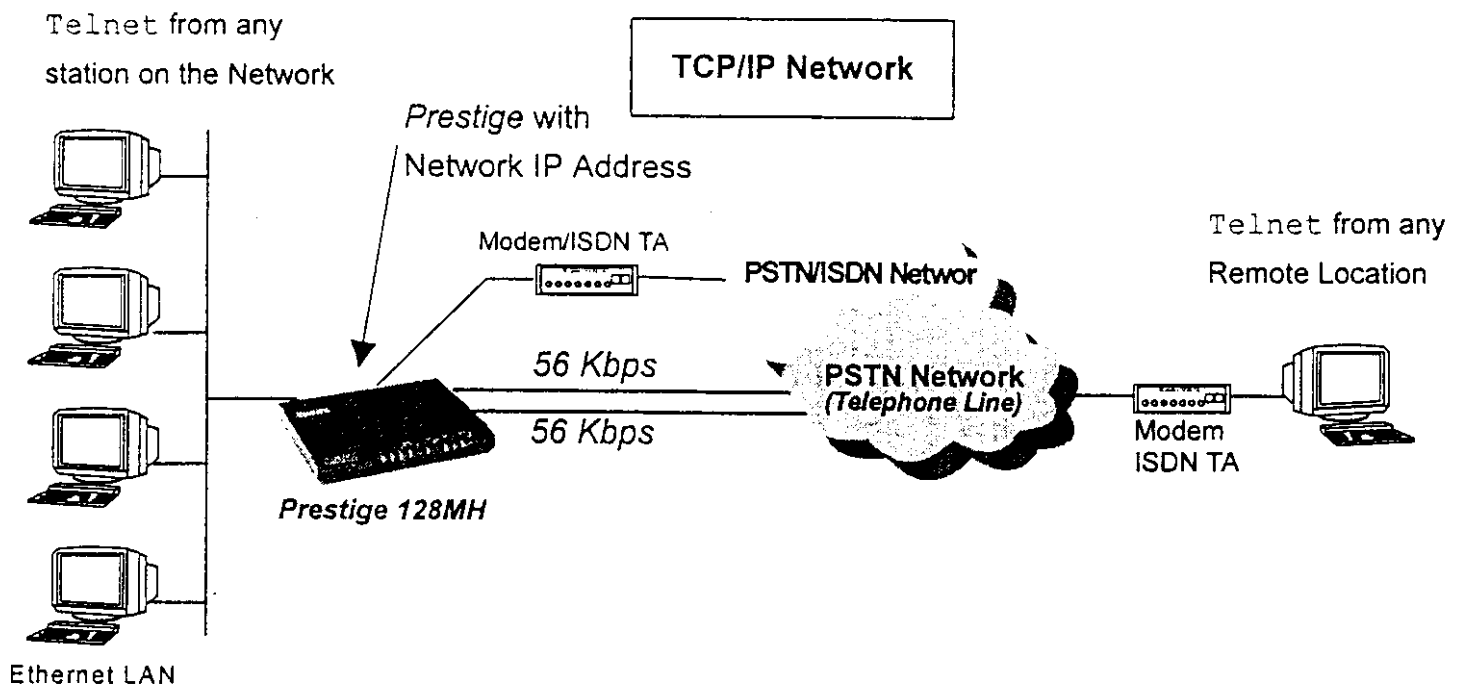 Telnet from any
station on the Network
TCP/IP Network
Prestige with
Network IP Address
Modem/ISDN TA
PSTN/ISDN Networ
Telnet from any
Remote Location
56 Kbps
56 Kbps
PSTN Network
(Telephone Line)
Modem
ISDN TA
Prestige 128MH
Ethernet LAN